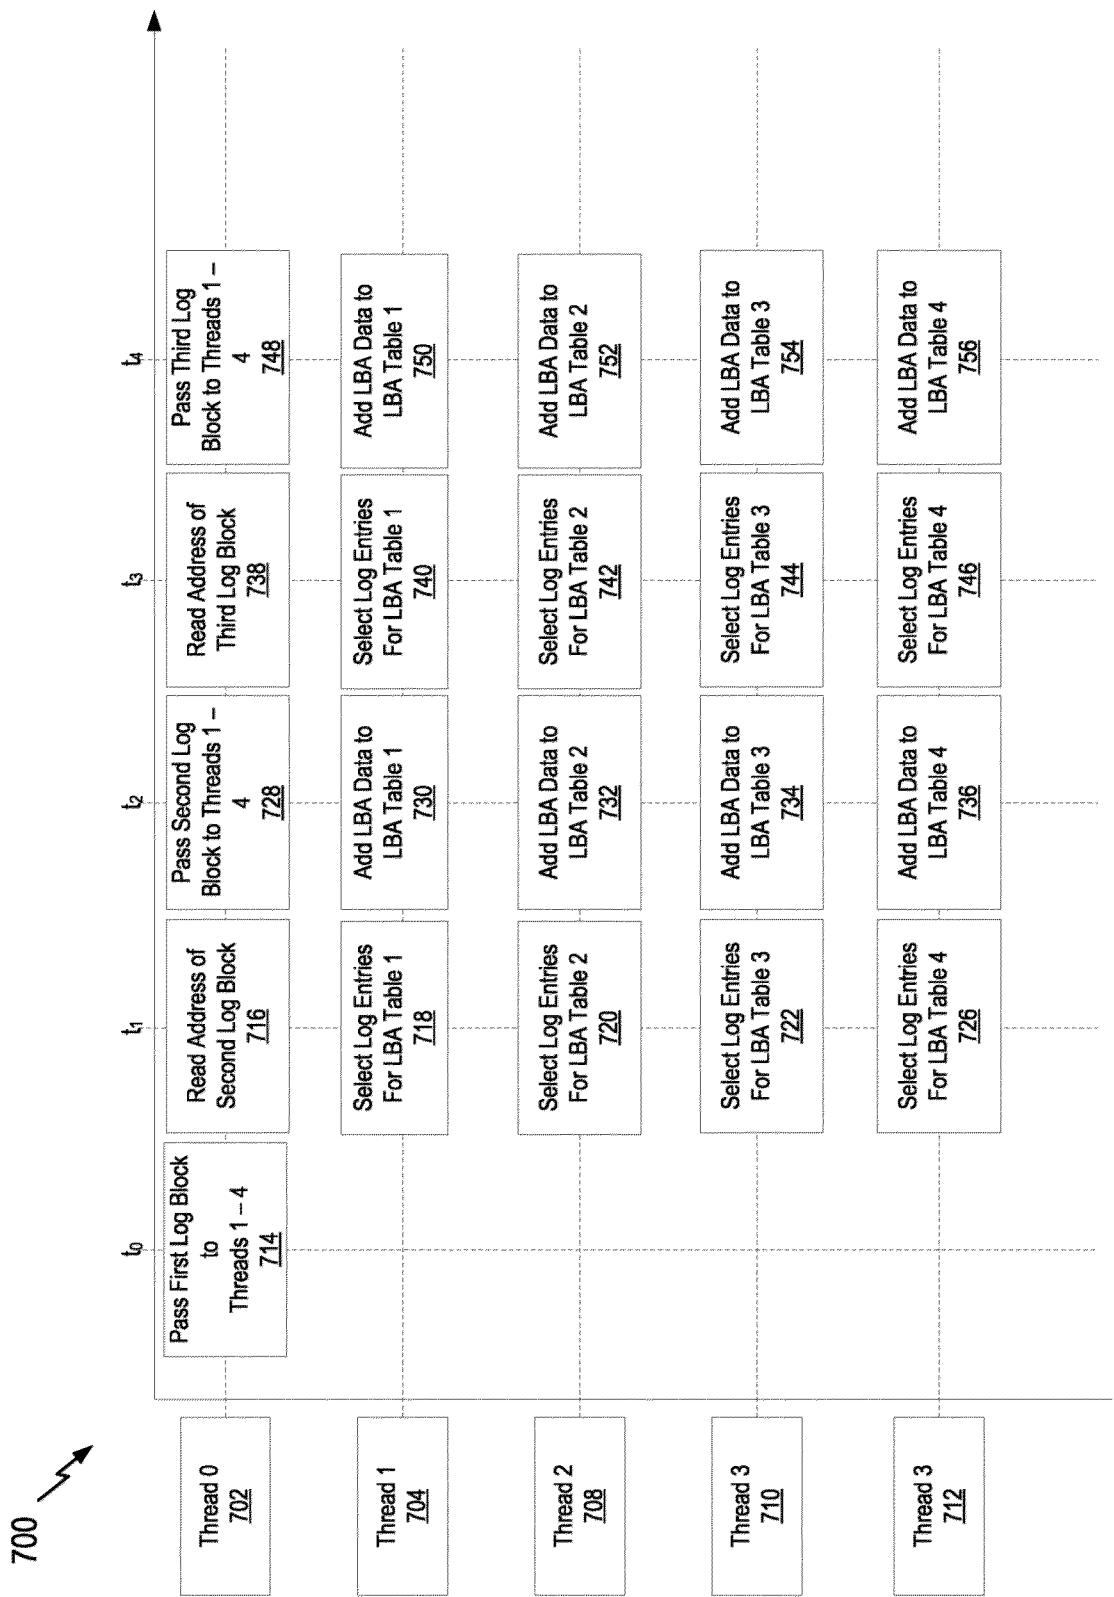 700
t0
t1
t2
t3
t4
Thread 0
702
Pass First Log Block
to
Threads 1 – 4
714
Read Address of
Second Log Block
716
Pass Second Log
Block to Threads 1 –
4
728
Read Address of
Third Log Block
738
Pass Third Log
Block to Threads 1 –
4
748
Thread 1
704
Select Log Entries
For LBA Table 1
718
Add LBA Data to
LBA Table 1
730
Select Log Entries
For LBA Table 1
740
Add LBA Data to
LBA Table 1
750
Thread 2
708
Select Log Entries
For LBA Table 2
720
Add LBA Data to
LBA Table 2
732
Select Log Entries
For LBA Table 2
742
Add LBA Data to
LBA Table 2
752
Thread 3
710
Select Log Entries
For LBA Table 3
722
Add LBA Data to
LBA Table 3
734
Select Log Entries
For LBA Table 3
744
Add LBA Data to
LBA Table 3
754
Thread 3
712
Select Log Entries
For LBA Table 4
726
Add LBA Data to
LBA Table 4
736
Select Log Entries
For LBA Table 4
746
Add LBA Data to
LBA Table 4
756